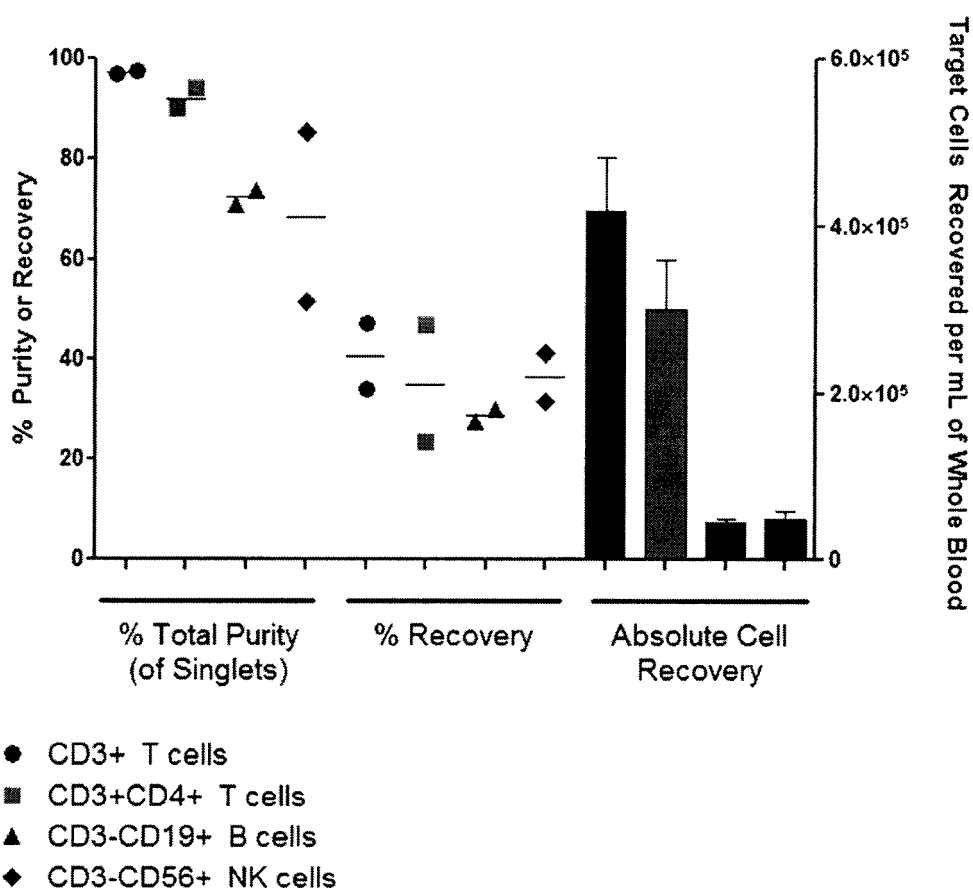 % Purity or Recovery
100
80
60
40
20
0
6.0×10⁵
4.0×10⁵
2.0×10⁵
0
Target Cells Recovered per mL of Whole Blood
% Total Purity
(of Singlets)
% Recovery
Absolute Cell
Recovery
CD3+ T cells
CD3+CD4+ T cells
CD3-CD19+ B cells
CD3-CD56+ NK cells